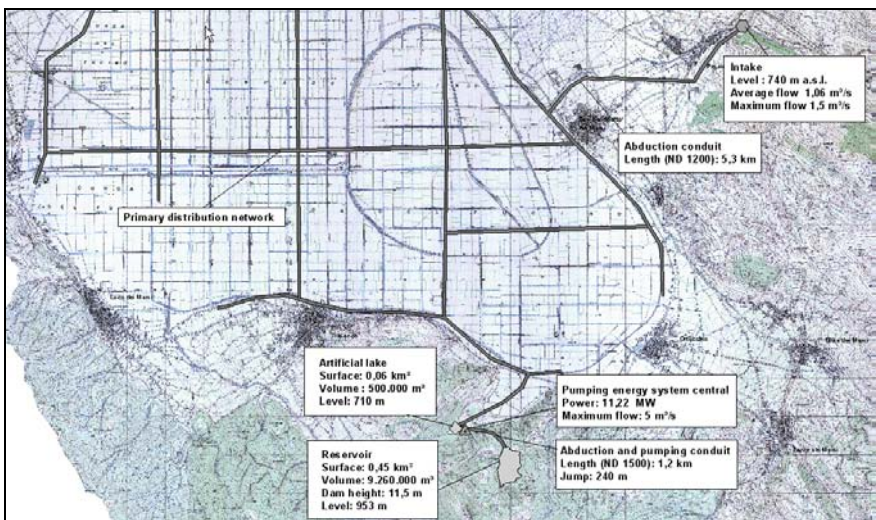 Intake
Level : 740 m a.s.l.
Average flow 1,06 m³/s
Maximum flow 1,5 m³/s
Abduction conduit
Length (ND 1200): 5,3 km
Primary distribution network
Artificial lake
Surface: 0,06 km²
Volume : 500.000 m³
Level: 710 m
Pumping energy system central
Power: 11,22 MW
Maximum flow: 5 m³/s
Reservoir
Surface: 0,45 km²
Volume: 9.260.000 m³
Dam height: 11,5 m
Level: 953 m
Abduction and pumping conduit
Length (ND 1500): 1,2 km
Jump: 240 m